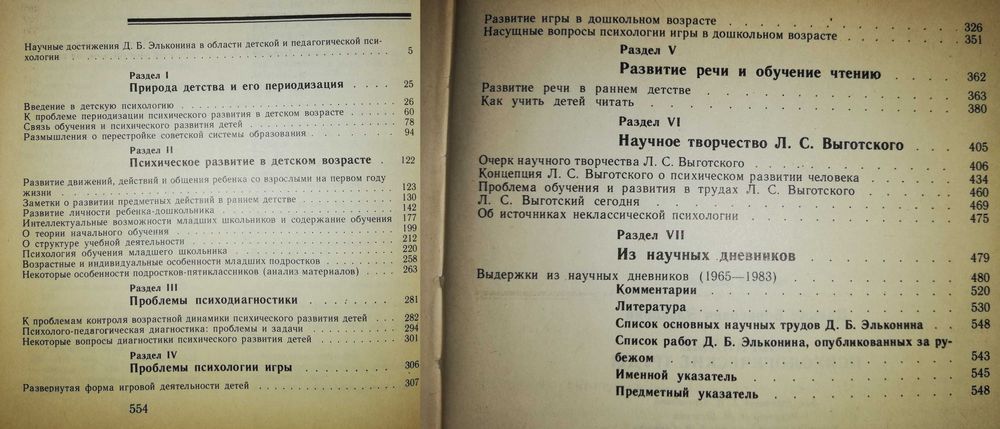 Научные достижения Д. Б. Эльконина в области детской и педагогической пси-
хологии . . . . . . . . . . 5
Раздел I
Природа детства и его периодизация . . . . 25
Введение в детскую психологию . . . . . . . . 26
К проблеме периодизации психического развития в детском возрасте . . . . 60
Связь обучения и психического развития детей . . . . . . 78
Размышления о перестройке советской системы образования . . . . 94
Раздел II
Психическое развитие в детском возрасте . 122
Развитие движений, действий и общения ребенка со взрослыми на первом году
жизни . . . . . . . . . . 123
Заметки о развитии предметных действий в раннем детстве . . . . 130
Развитие личности ребенка-дошкольника . . . . . . 142
Интеллектуальные возможности младших школьников и содержание обучения 177
О теории начального обучения . . . . . . . . 199
О структуре учебной деятельности . . . . . . . . 212
Психология обучения младшего школьника . . . . . . 220
Возрастные и индивидуальные особенности младших подростков . . . . 258
Некоторые особенности подростков-пятиклассников (анализ материалов) . . 263
Раздел III
Проблемы психодиагностики . . . . . 281
К проблемам контроля возрастной динамики психического развития детей . . 282
Психолого-педагогическая диагностика: проблемы и задачи . . . . 294
Некоторые вопросы диагностики психического развития детей . . . . 301
Раздел IV
Проблемы психологии игры . . . . . 306
Развернутая форма игровой деятельности детей . . . . . . 307
554
Развитие игры в дошкольном возрасте . . . . . . . . 326
Насущные вопросы психологии игры в дошкольном возрасте . . . . 351
Раздел V
Развитие речи и обучение чтению . . . . 362
Развитие речи в раннем детстве . . . . . . . . 363
Как учить детей читать . . . . . . . . . . 380
Раздел VI
Научное творчество Л. С. Выготского . . . . 405
Очерк научного творчества Л. С. Выготского . . . . . . 406
Концепция Л. С. Выготского о психическом развитии человека . . . . 434
Проблема обучения и развития в трудах Л. С. Выготского . . . . 460
Л. С. Выготский сегодня . . . . . . . . . . 469
Об источниках неклассической психологии . . . . . . 475
Раздел VII
Из научных дневников . . . . . . 479
Выдержки из научных дневников (1965—1983) . . . . . . 480
Комментарии . . . . . . . . 520
Литература . . . . . . . . 530
Список основных научных трудов Д. Б. Эльконина . . 548
Список работ Д. Б. Эльконина, опубликованных за ру-
бежом . . . . . . . . 543
Именной указатель . . . . . . . . 545
Предметный указатель . . . . . . . . 548